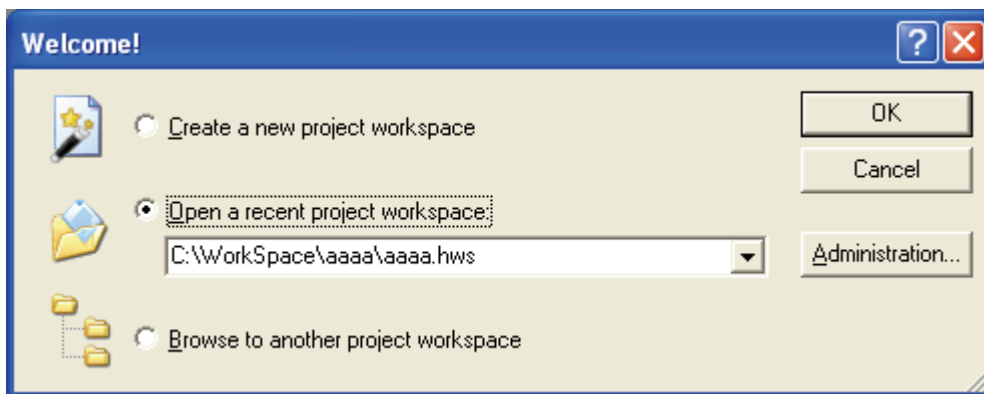 Welcome!
Create a new project workspace
OK
Cancel
Open a recent project workspace:
C:\WorkSpace\aaaa\aaaa.hws
Administration...
Browse to another project workspace